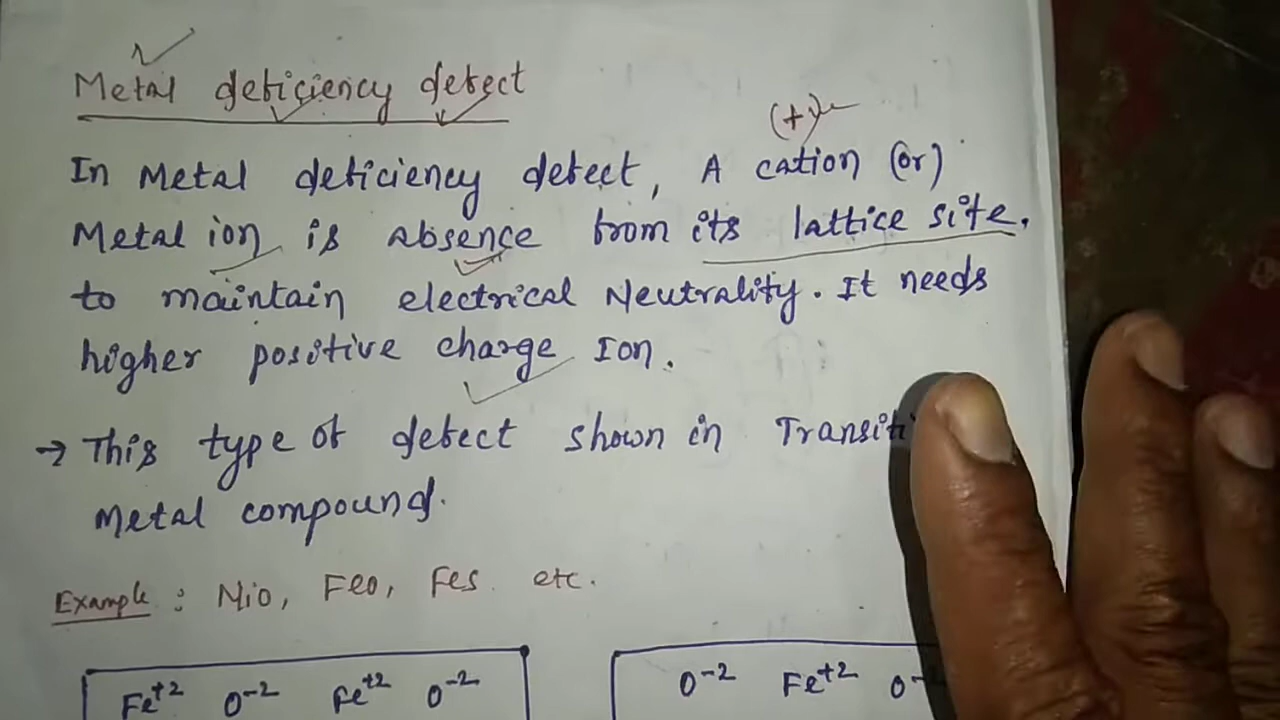 Metal deficiency defect
(+)ve
In Metal deficiency defect, A cation (or)
Metal ion is absence from its lattice site.
to maintain electrical Neutrality. It needs
higher positive charge Ion.
→ This type of defect shown in Transiti
Metal compound.
Example : NiO, FeO, FeS. etc.
Fe+2 O-2 Fe+2 O-2
O-2 Fe+2 O-